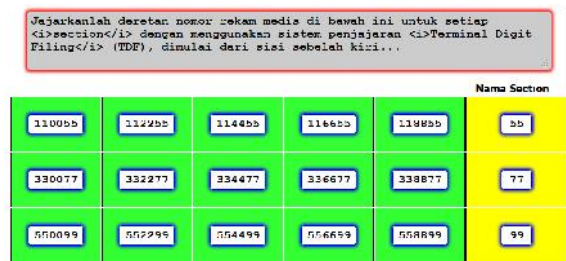 Jajarkanlah deretan nomor rekam medis di bawah ini untuk setiap
<i>section</i> dengan menggunakan sistem penjajaran <i>Terminal Digit
Filing</i> (TDF), dimulai dari sisi sebelah kiri...
Nama Section
110055 112255 114455 116655 118855 55
330077 332277 334477 336677 338877 77
550099 552299 554499 556699 558899 99